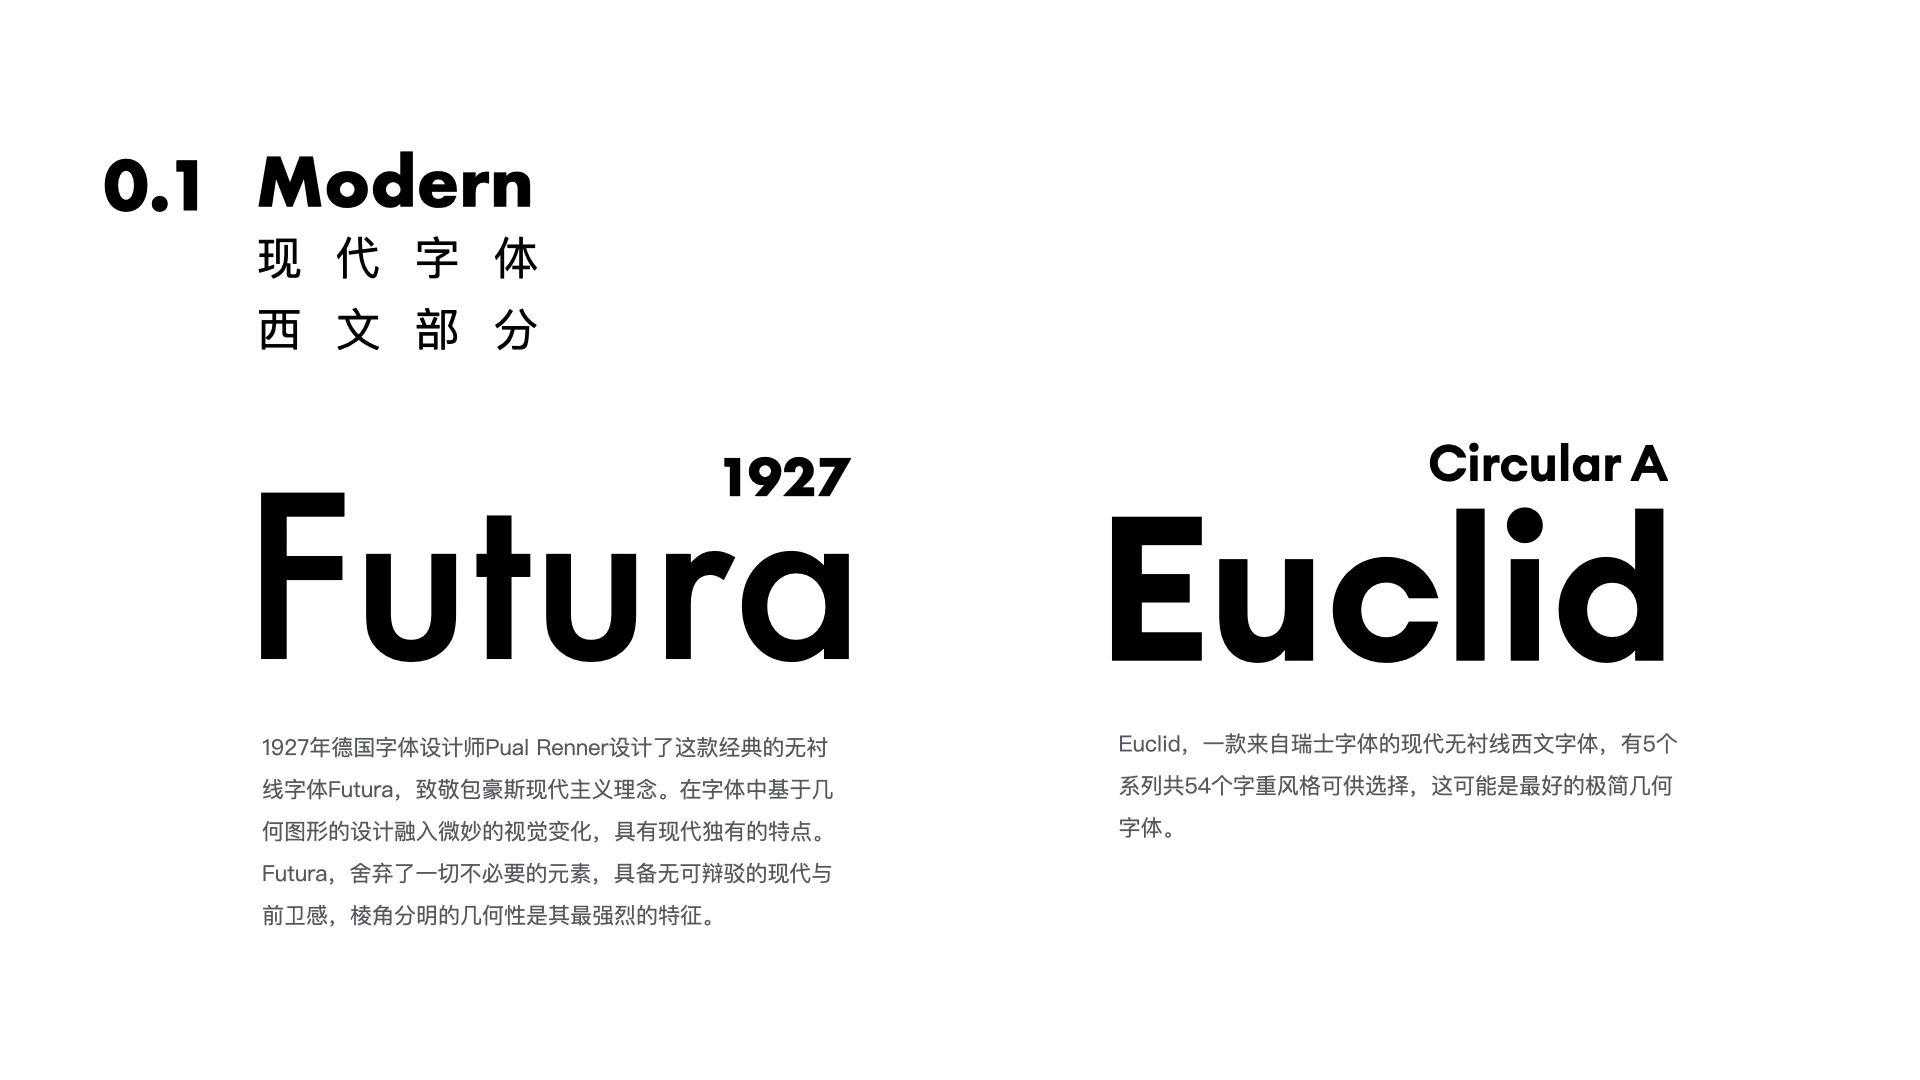 0.1 Modern
现代字体
西文部分
1927
Futura
1927年德国字体设计师Pual Renner设计了这款经典的无衬
线字体Futura，致敬包豪斯现代主义理念。在字体中基于几
何图形的设计融入微妙的视觉变化，具有现代独有的特点。
Futura，舍弃了一切不必要的元素，具备无可辩驳的现代与
前卫感，棱角分明的几何性是其最强烈的特征。
Circular A
Euclid
Euclid，一款来自瑞士字体的现代无衬线西文字体，有5个
系列共54个字重风格可供选择，这可能是最好的极简几何
字体。